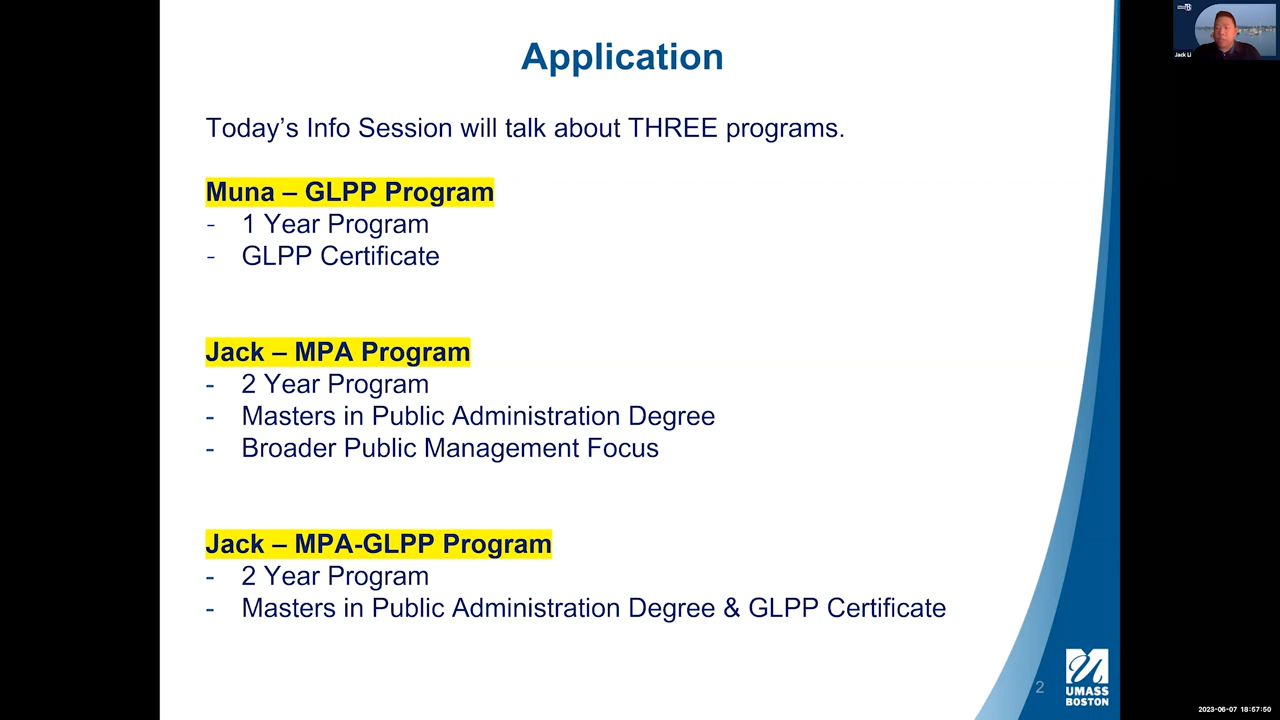 Application
Today's Info Session will talk about THREE programs.
Muna – GLPP Program
- 1 Year Program
- GLPP Certificate
Jack – MPA Program
- 2 Year Program
- Masters in Public Administration Degree
- Broader Public Management Focus
Jack – MPA-GLPP Program
- 2 Year Program
- Masters in Public Administration Degree & GLPP Certificate
2
UMASS
BOSTON
Jack Li
2023-06-07 18:57:50